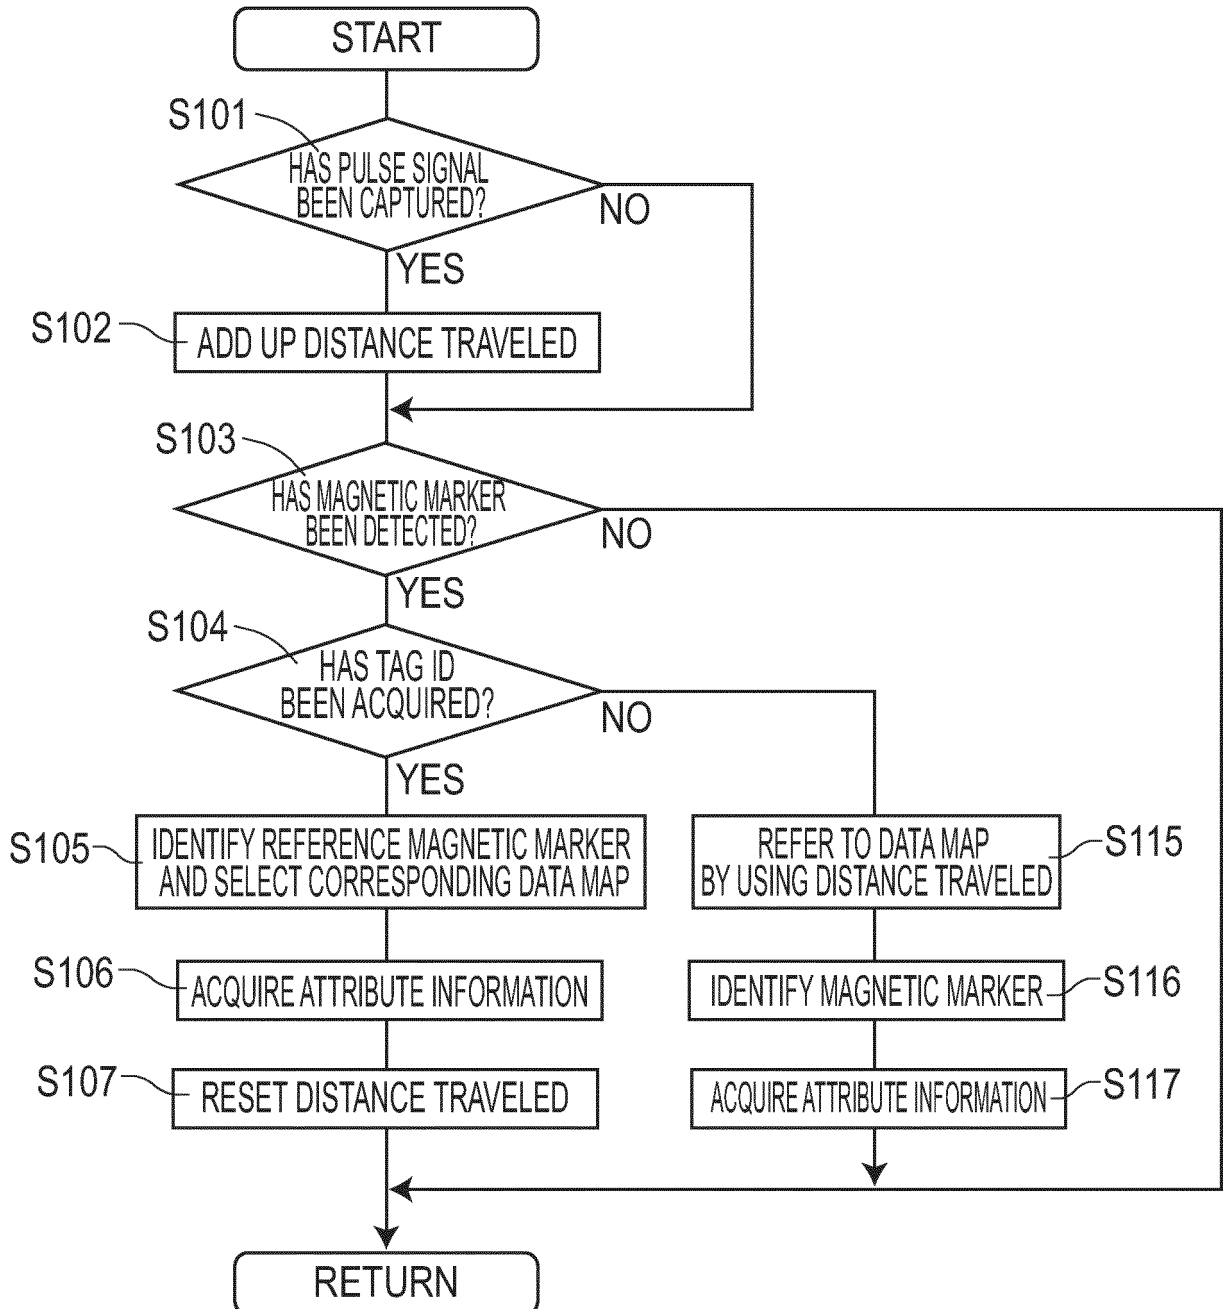 START
S101
HAS PULSE SIGNAL
BEEN CAPTURED?
NO
YES
S102
ADD UP DISTANCE TRAVELED
S103
HAS MAGNETIC MARKER
BEEN DETECTED?
NO
YES
S104
HAS TAG ID
BEEN ACQUIRED?
NO
YES
S105
IDENTIFY REFERENCE MAGNETIC MARKER
AND SELECT CORRESPONDING DATA MAP
REFER TO DATA MAP
BY USING DISTANCE TRAVELED
S115
S106
ACQUIRE ATTRIBUTE INFORMATION
IDENTIFY MAGNETIC MARKER
S116
S107
RESET DISTANCE TRAVELED
ACQUIRE ATTRIBUTE INFORMATION
S117
RETURN